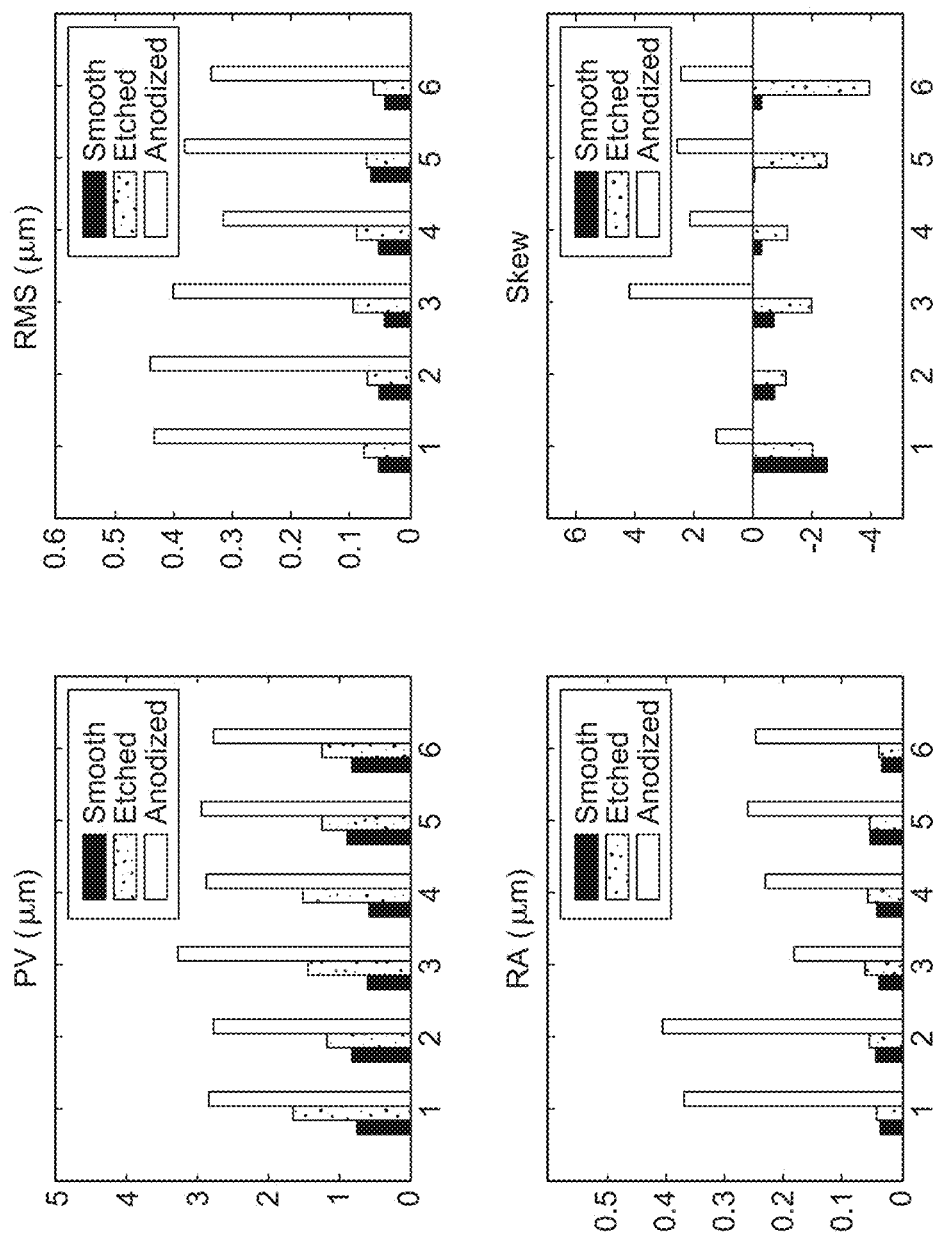 PV (μm)
5
4
3
2
1
0
Smooth
Etched
Anodized
1 2 3 4 5 6
RMS (μm)
0.6
0.5
0.4
0.3
0.2
0.1
0
Smooth
Etched
Anodized
1 2 3 4 5 6
RA (μm)
0.5
0.4
0.3
0.2
0.1
0
Smooth
Etched
Anodized
1 2 3 4 5 6
Skew
6
4
2
0
-2
-4
Smooth
Etched
Anodized
1 2 3 4 5 6